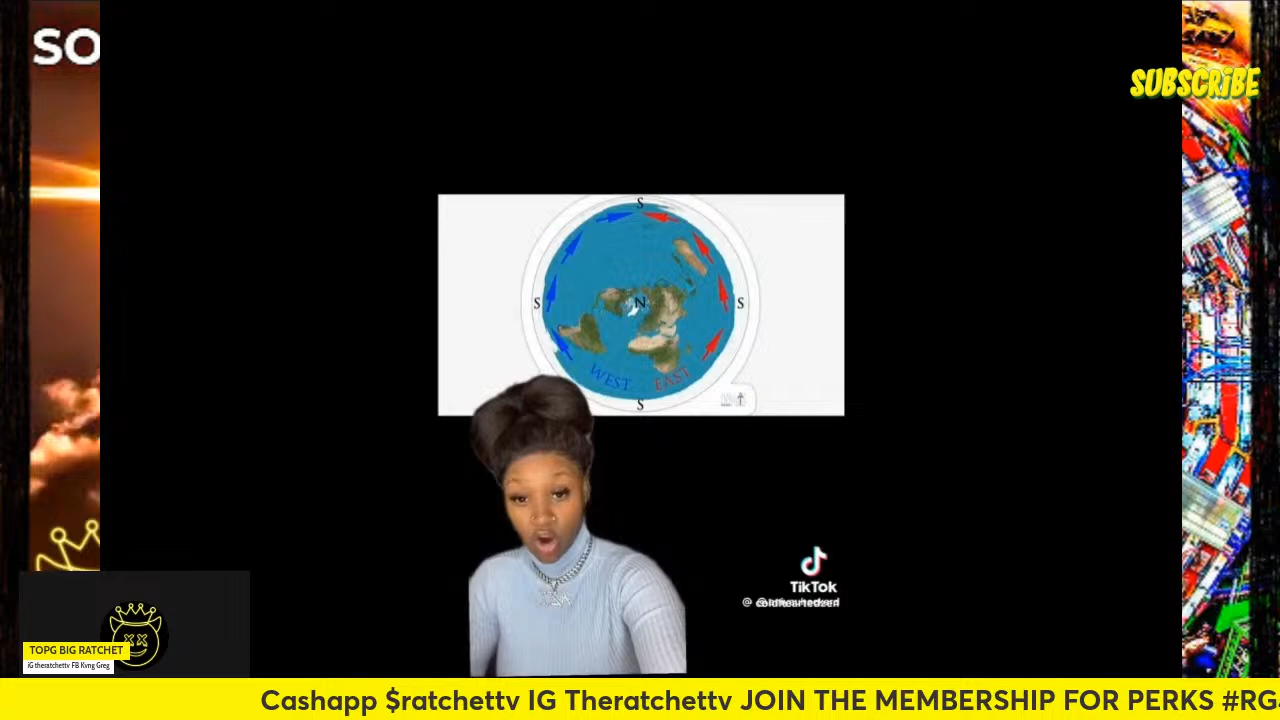 SO
SUBSCRIBE
S
S
N
S
WEST
EAST
S
TikTok
TOPG BIG RATCHET
iG theratchettv FB Kvng Greg
Cashapp $ratchettv IG Theratchettv JOIN THE MEMBERSHIP FOR PERKS #RG